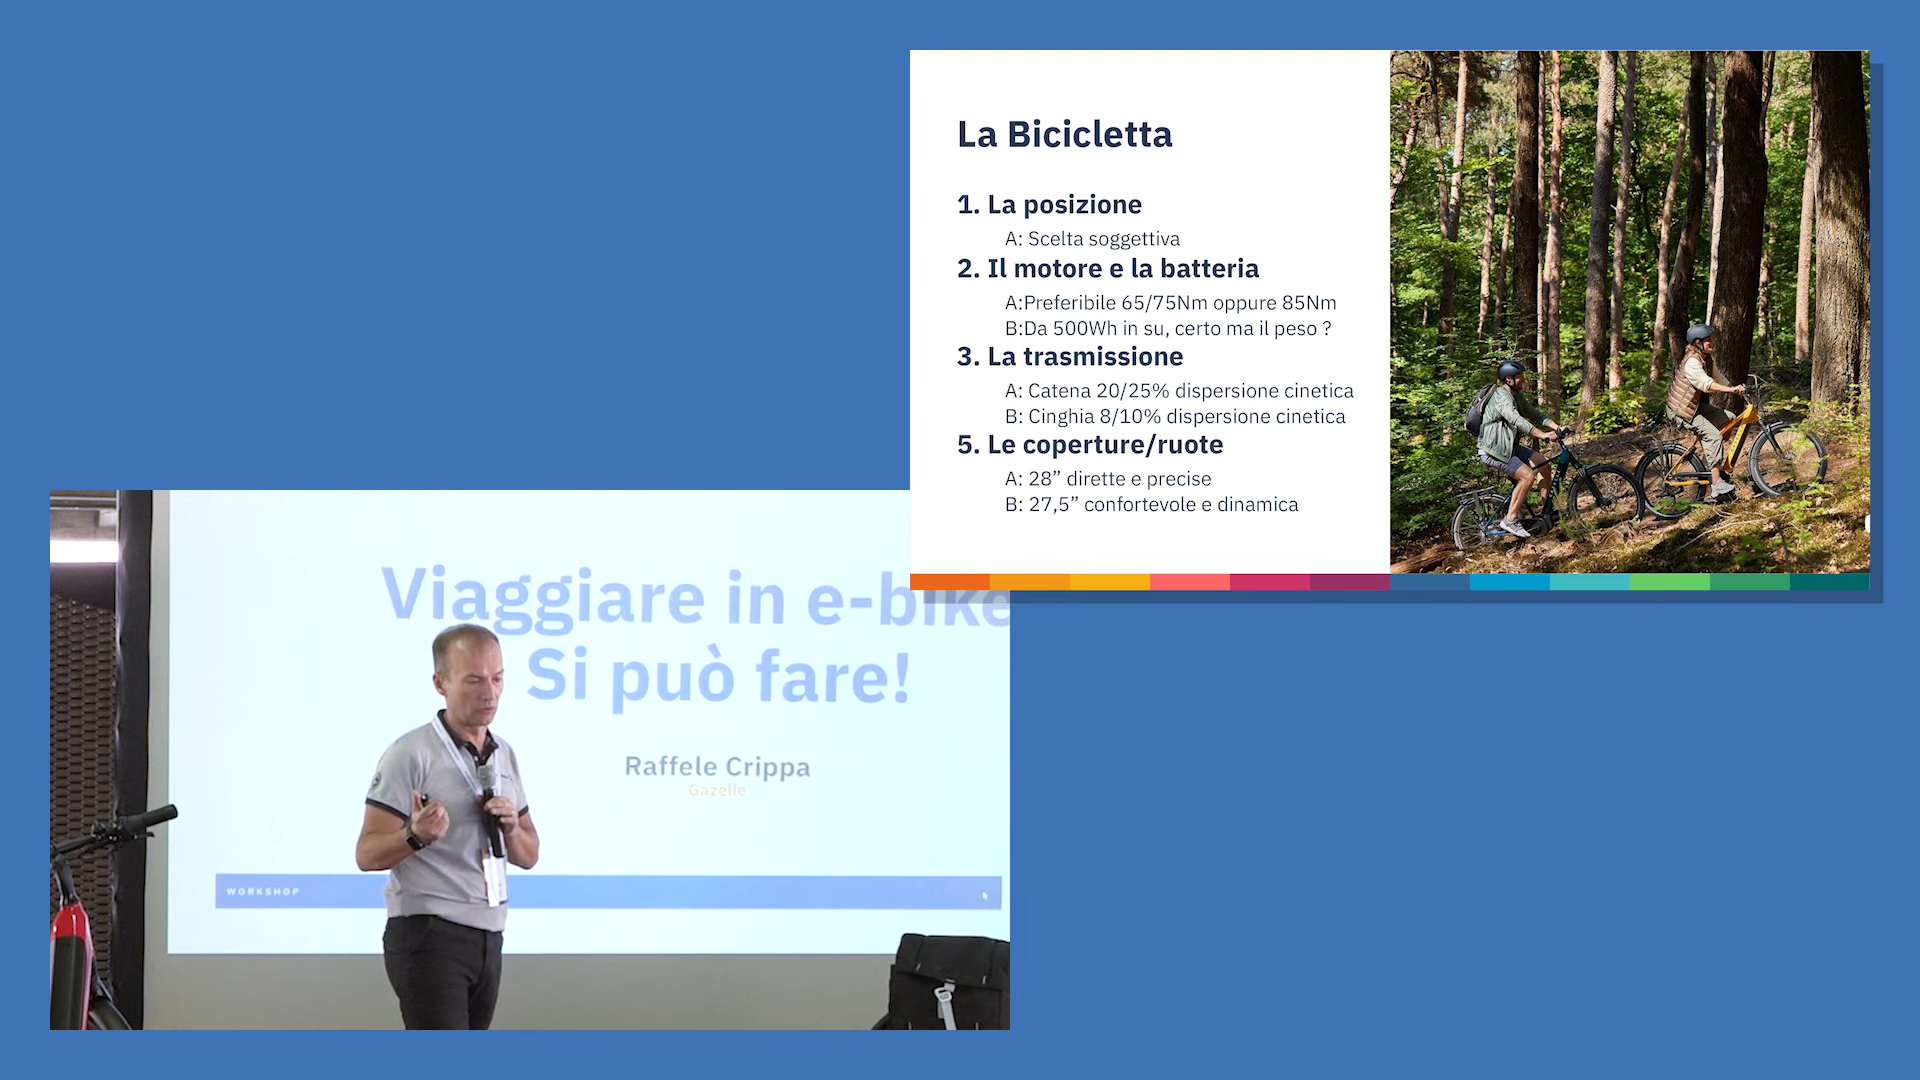 La Bicicletta
1. La posizione
A: Scelta soggettiva
2. Il motore e la batteria
A:Preferibile 65/75Nm oppure 85Nm
B:Da 500Wh in su, certo ma il peso ?
3. La trasmissione
A: Catena 20/25% dispersione cinetica
B: Cinghia 8/10% dispersione cinetica
5. Le coperture/ruote
A: 28” dirette e precise
B: 27,5” confortevole e dinamica
Viaggiare in e-bike
Si può fare!
Raffele Crippa
Gazelle
WORKSHOP